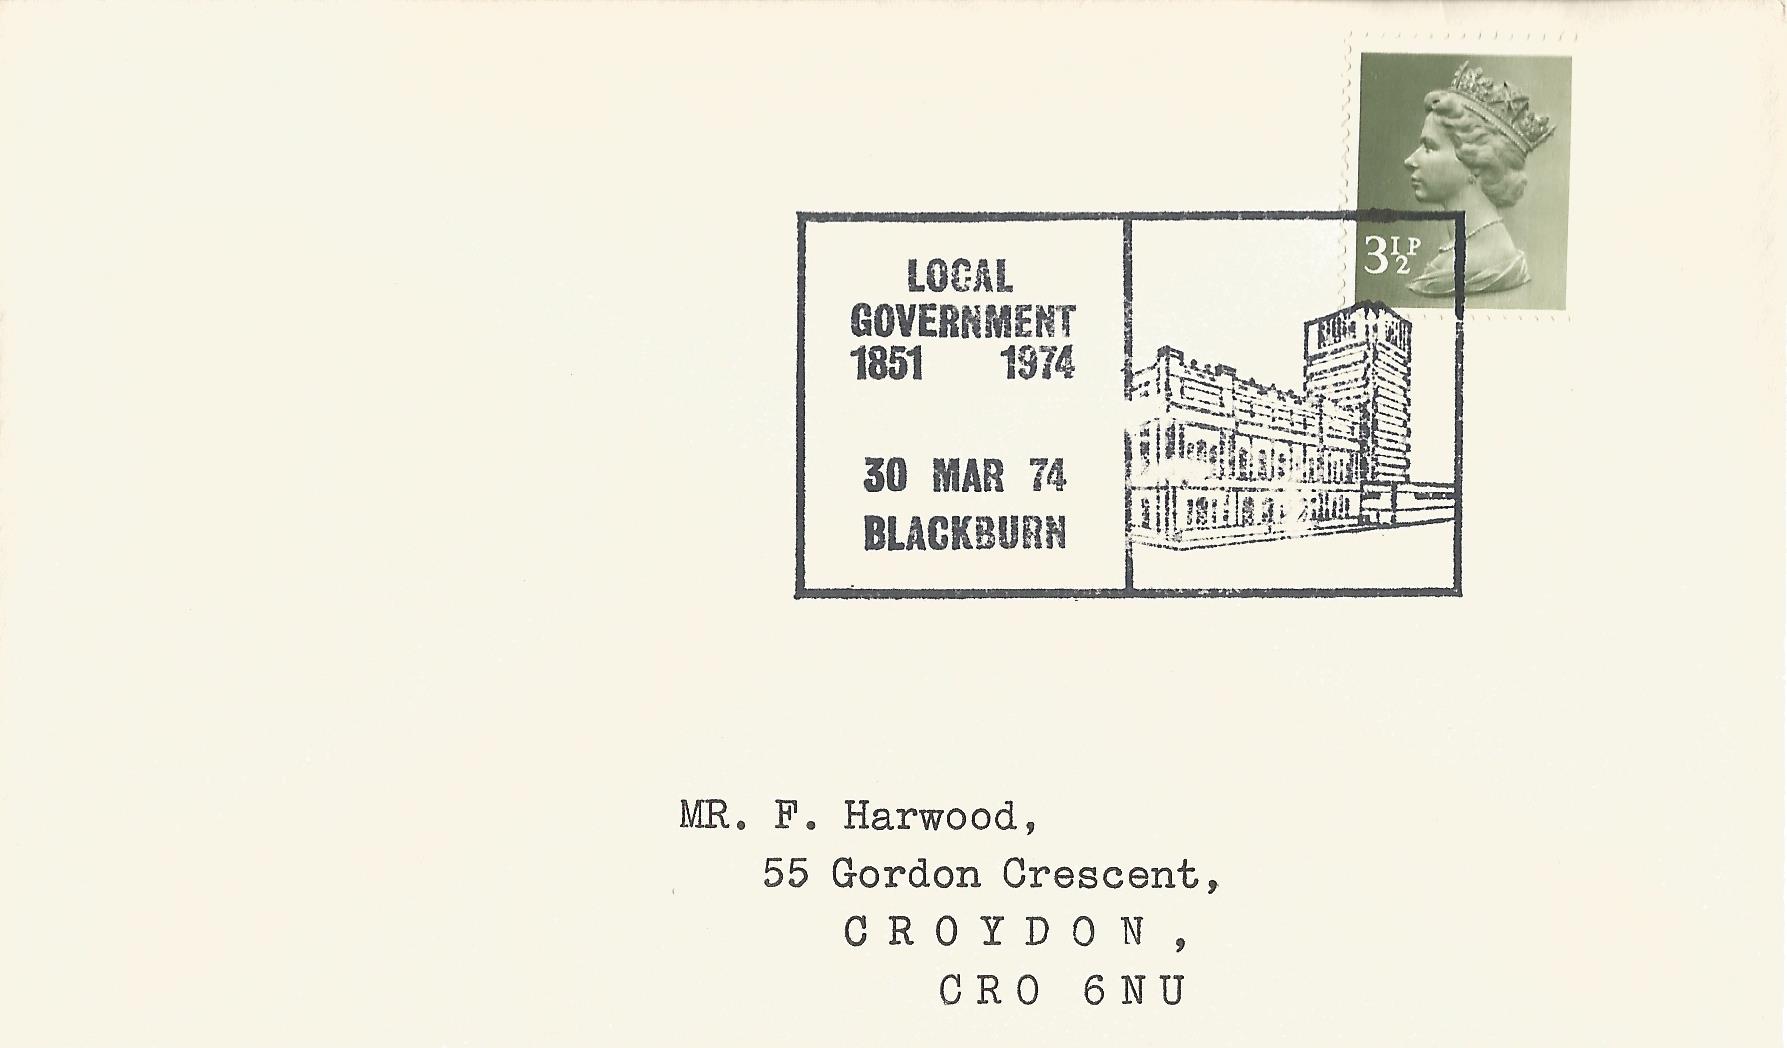 3½P
LOCAL
GOVERNMENT
1851 1974
30 MAR 74
BLACKBURN
MR. F. Harwood,
55 Gordon Crescent,
CROYDON,
CRO 6NU